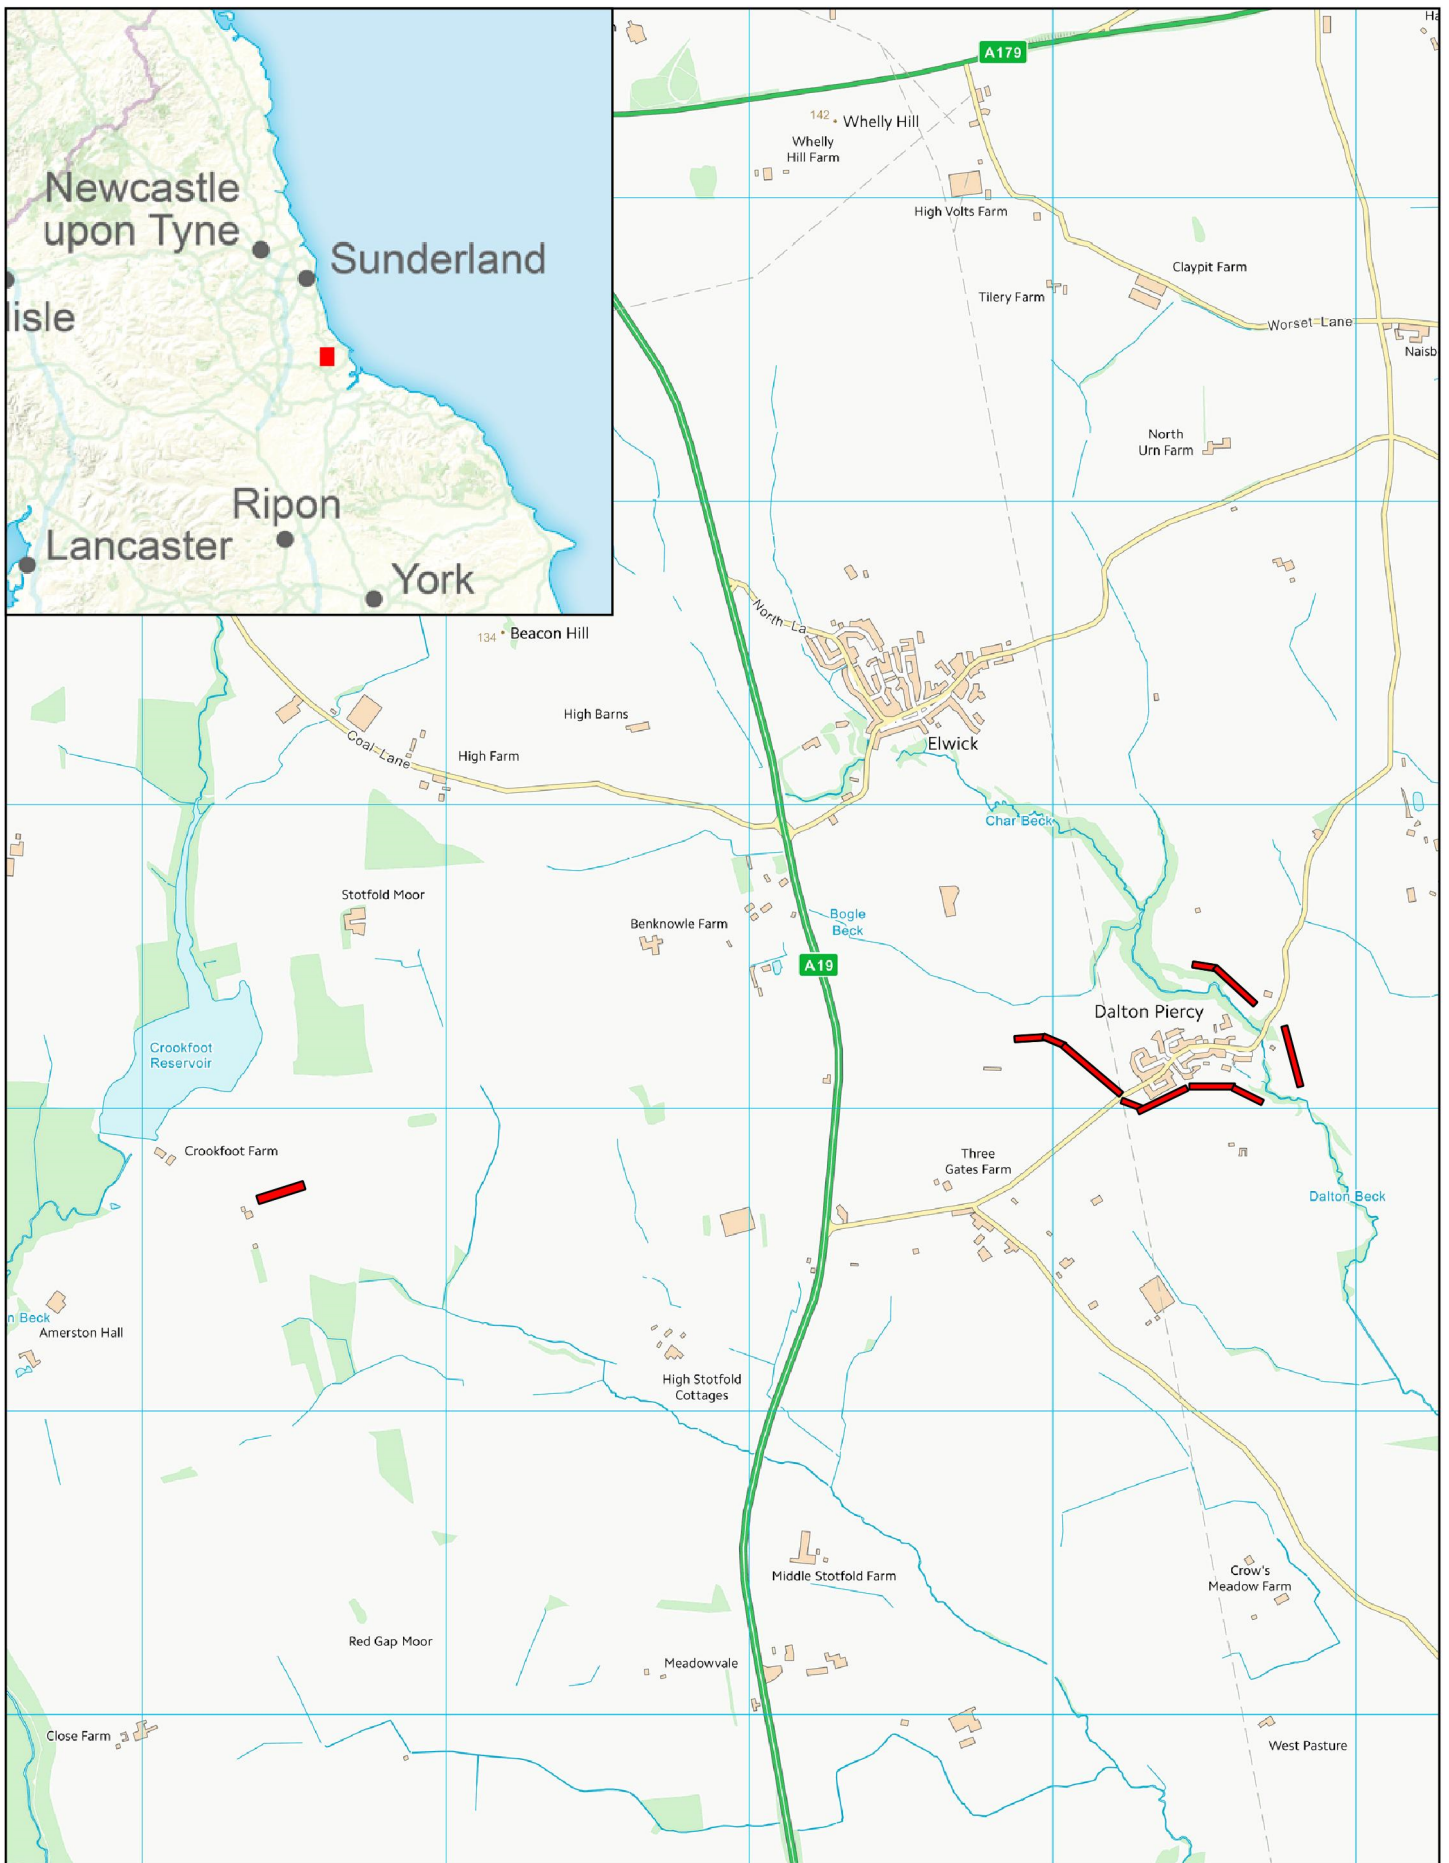 Ha
A179
142
Whelly Hill
Whelly
Hill Farm
High Volts Farm
Newcastle
upon Tyne
Sunderland
lisle
Claypit Farm
Tilery Farm
Worset Lane
Naisb
North
Urn Farm
Ripon
Lancaster
York
North La
134
Beacon Hill
High Barns
Elwick
Coal Lane
High Farm
Char Beck
Stotfold Moor
Benknowle Farm
Bogle
Beck
A19
Dalton Piercy
Crookfoot
Reservoir
Crookfoot Farm
Three
Gates Farm
Dalton Beck
n Beck
Amerston Hall
High Stotfold
Cottages
Middle Stotfold Farm
Crow's
Meadow Farm
Red Gap Moor
Meadowvale
Close Farm
West Pasture